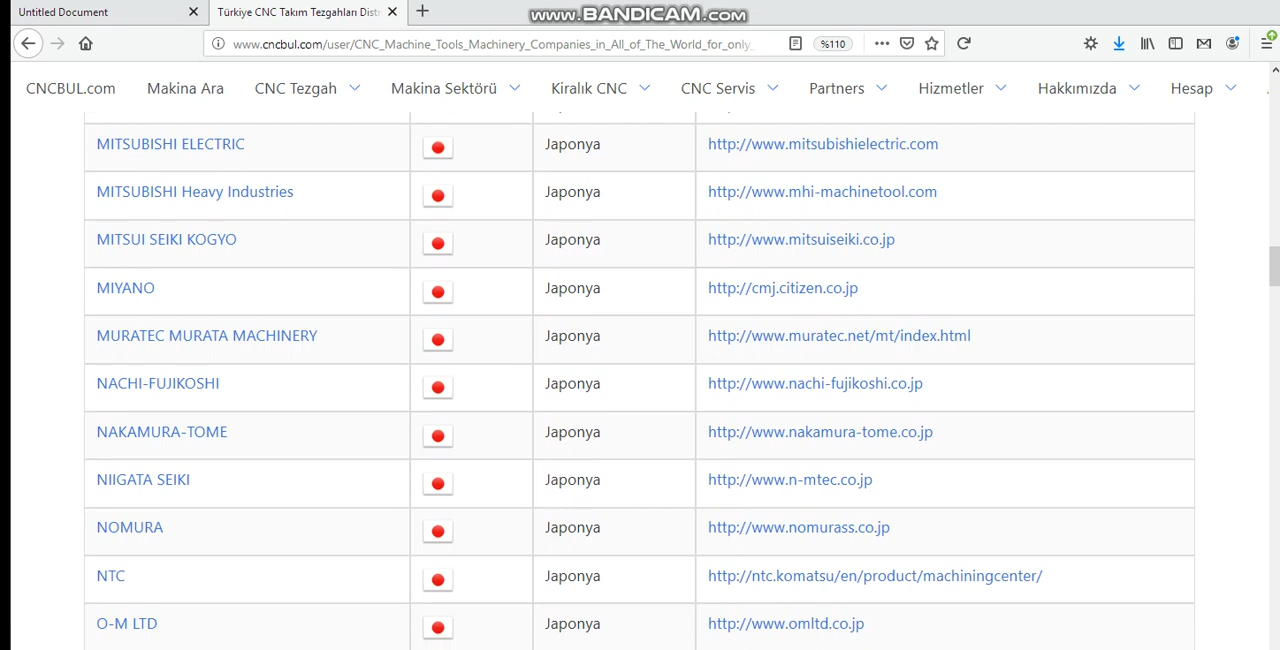 Untitled Document
Türkiye CNC Takım Tezgahları Distr
www.BANDICAM.com
www.cncbul.com/user/CNC_Machine_Tools_Machinery_Companies_in_All_of_The_World_for_only_
%110
CNCBUL.com Makina Ara CNC Tezgah Makina Sektörü Kiralık CNC CNC Servis Partners Hizmetler Hakkımızda Hesap
MITSUBISHI ELECTRIC Japonya http://www.mitsubishielectric.com
MITSUBISHI Heavy Industries Japonya http://www.mhi-machinetool.com
MITSUI SEIKI KOGYO Japonya http://www.mitsuiseiki.co.jp
MIYANO Japonya http://cmj.citizen.co.jp
MURATEC MURATA MACHINERY Japonya http://www.muratec.net/mt/index.html
NACHI-FUJIKOSHI Japonya http://www.nachi-fujikoshi.co.jp
NAKAMURA-TOME Japonya http://www.nakamura-tome.co.jp
NIIGATA SEIKI Japonya http://www.n-mtec.co.jp
NOMURA Japonya http://www.nomurass.co.jp
NTC Japonya http://ntc.komatsu/en/product/machiningcenter/
O-M LTD Japonya http://www.omltd.co.jp